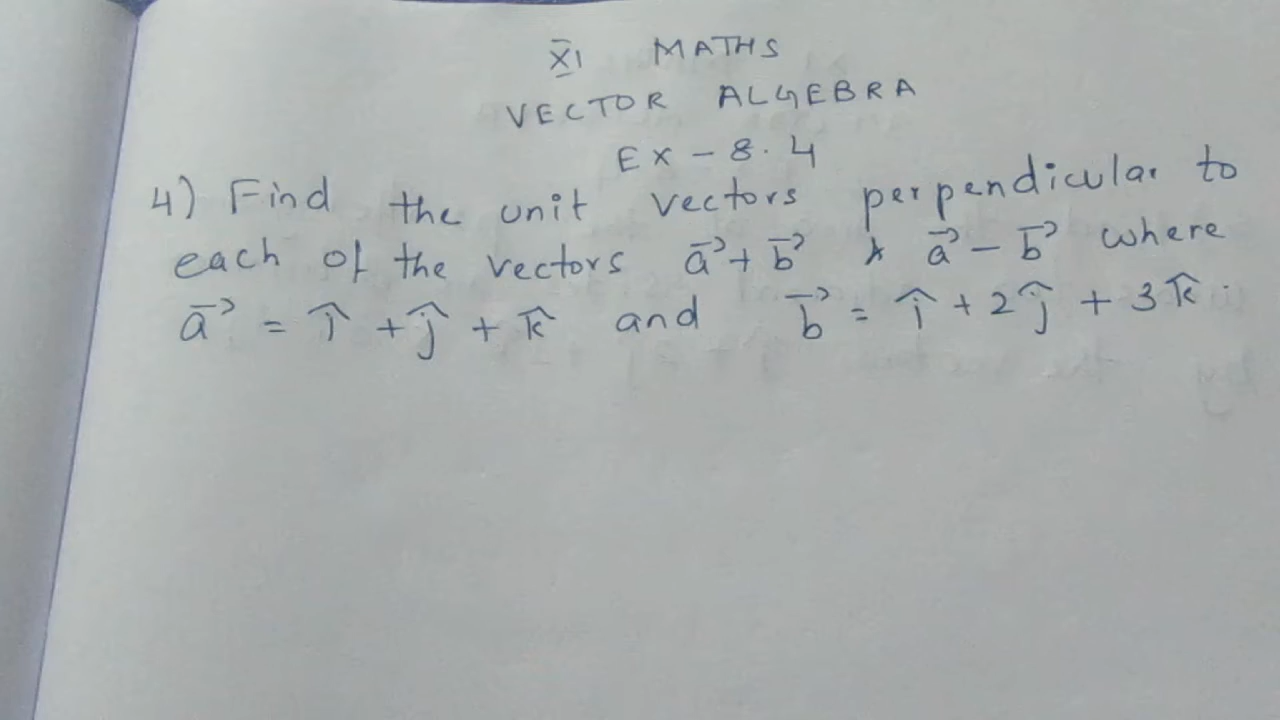 XI MATHS
VECTOR ALGEBRA
EX - 8.4
4) Find the unit vectors perpendicular to
each of the vectors a⃗ + b⃗ & a⃗ - b⃗ where
a⃗ = î + ĵ + k̂ and b⃗ = î + 2ĵ + 3k̂.